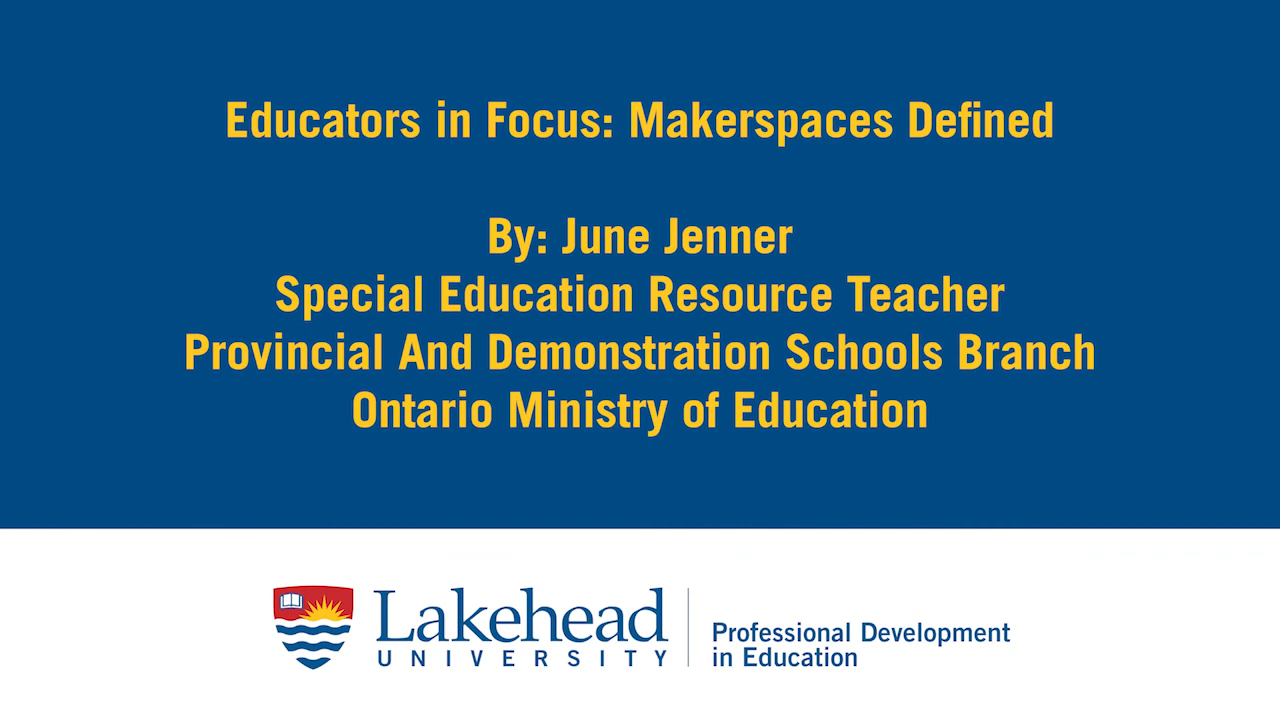 Educators in Focus: Makerspaces Defined
By: June Jenner
Special Education Resource Teacher
Provincial And Demonstration Schools Branch
Ontario Ministry of Education
Lakehead
UNIVERSITY
Professional Development
in Education